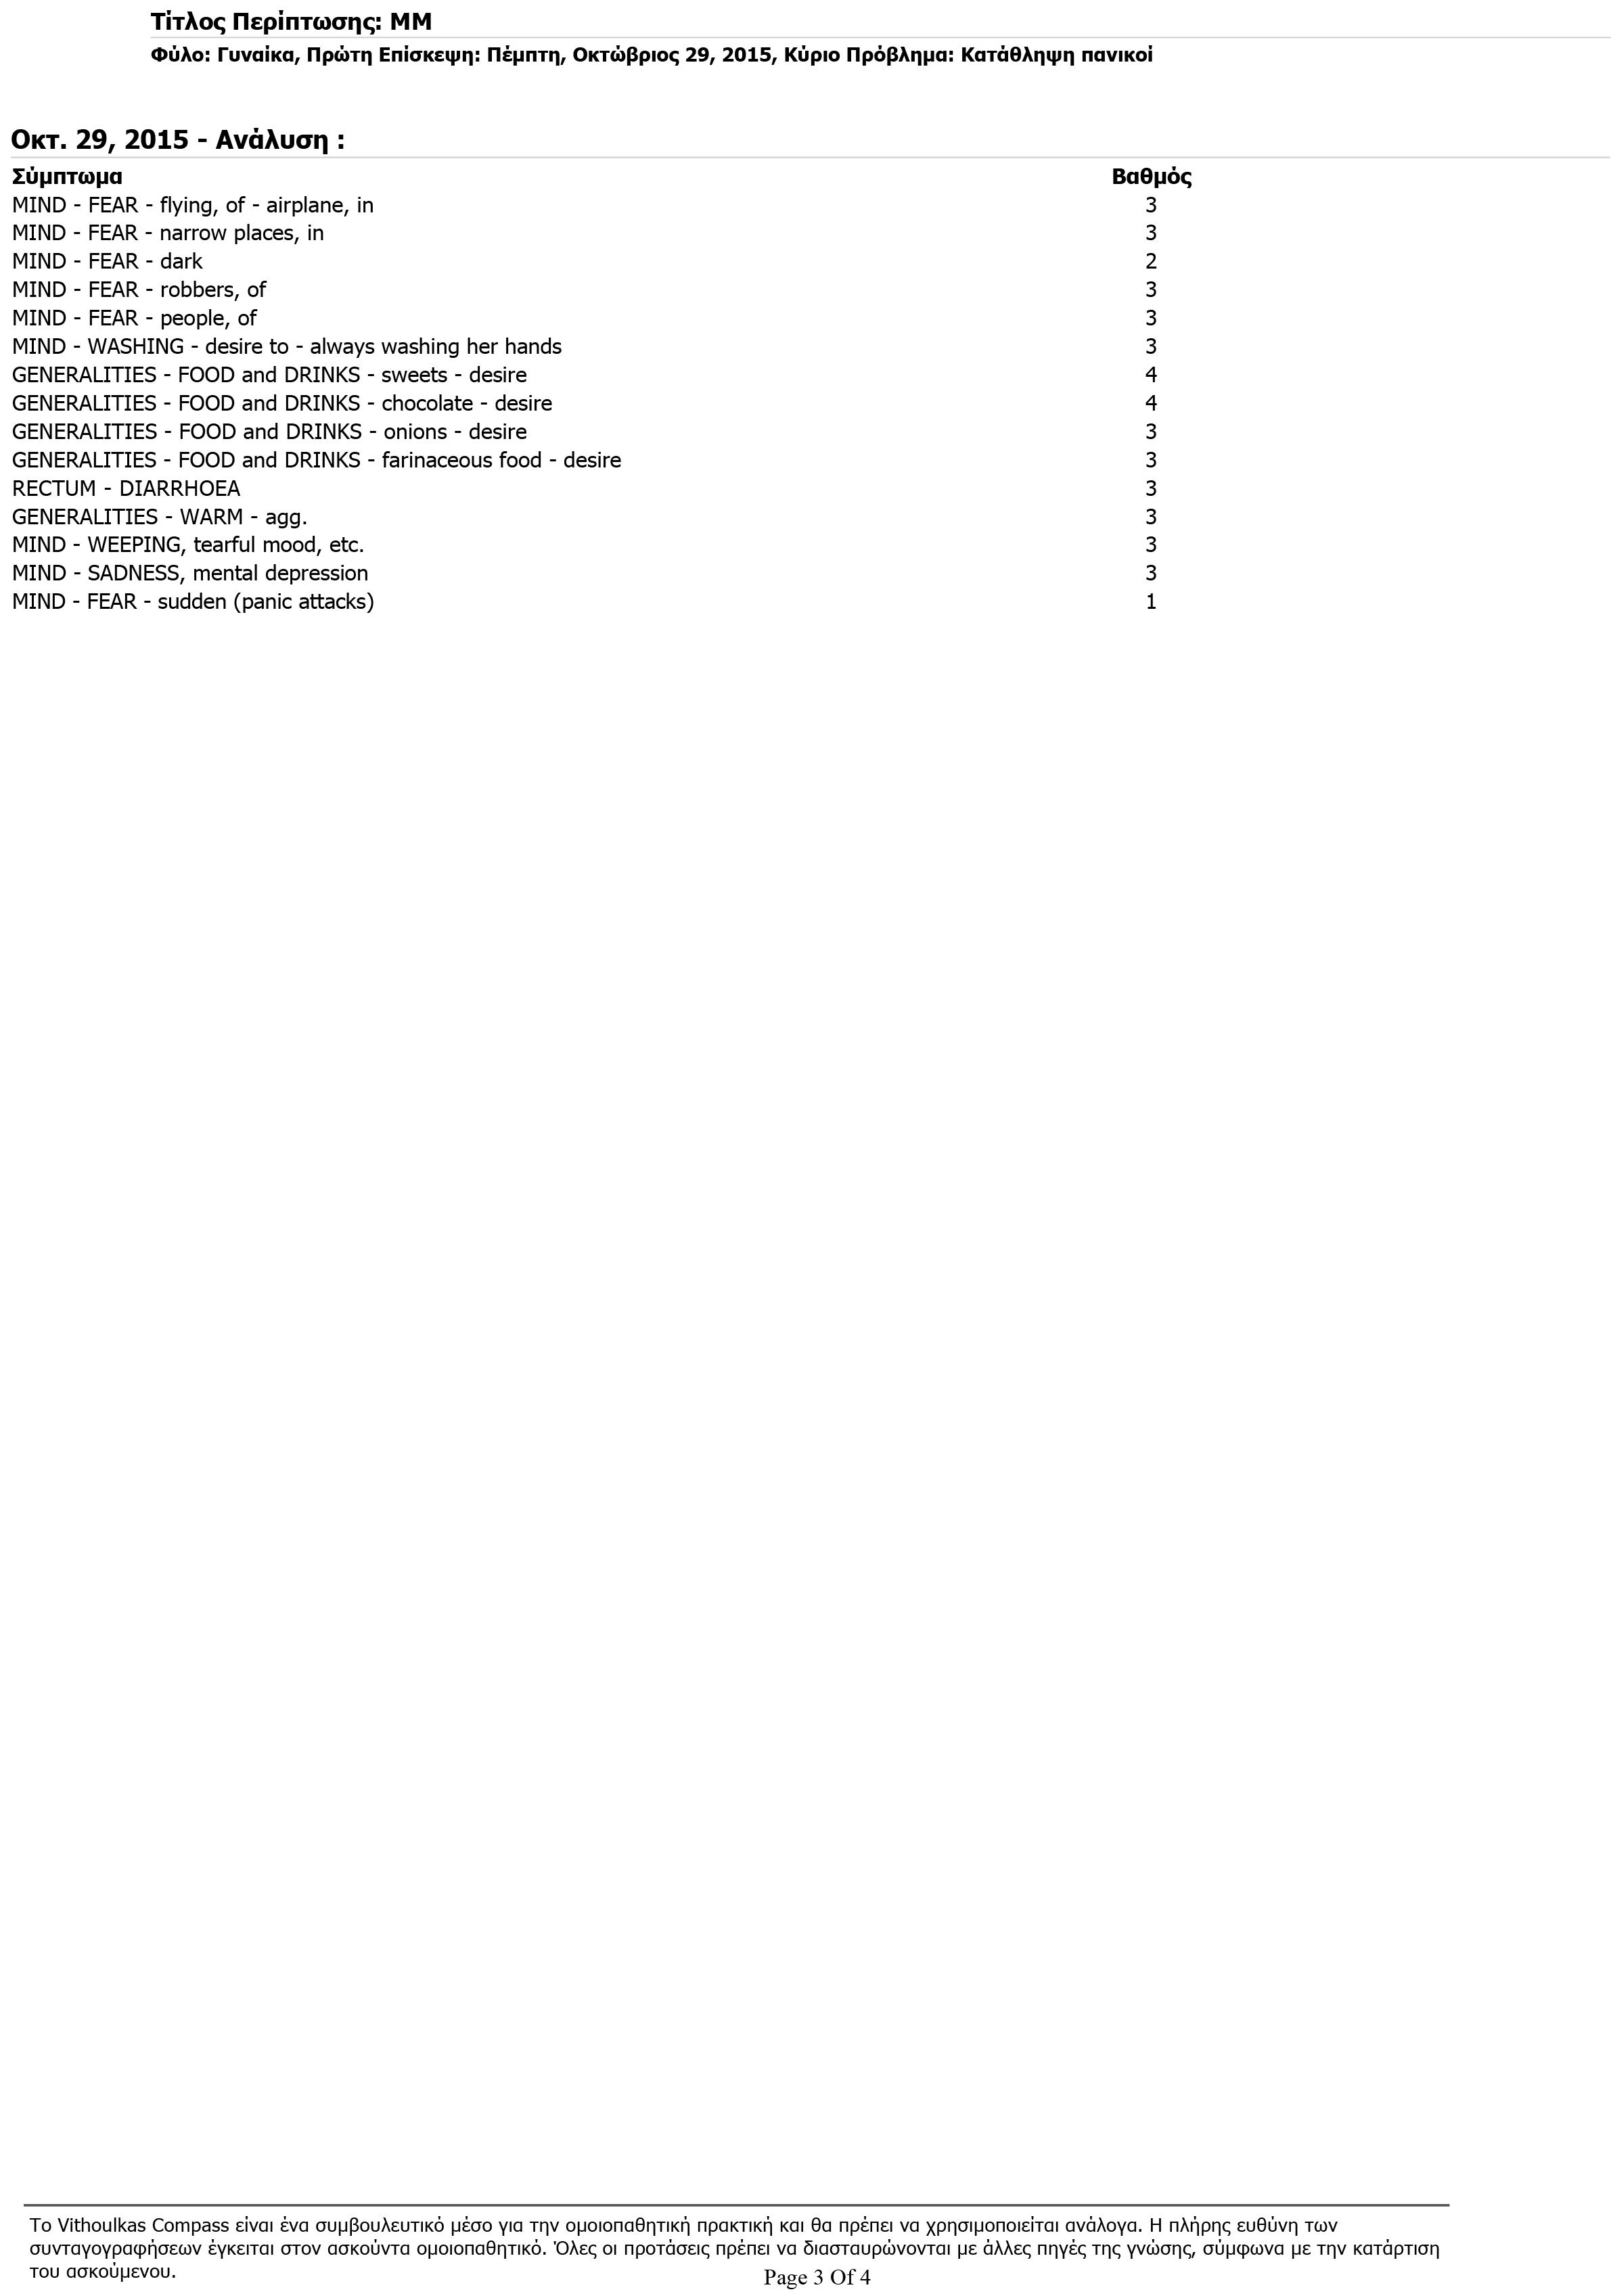 Τίτλος Περίπτωσης: MM
Φύλο: Γυναίκα, Πρώτη Επίσκεψη: Πέμπτη, Οκτώβριος 29, 2015, Κύριο Πρόβλημα: Κατάθληψη πανικοί
Οκτ. 29, 2015 - Ανάλυση :
Σύμπτωμα Βαθμός
MIND - FEAR - flying, of - airplane, in 3
MIND - FEAR - narrow places, in 3
MIND - FEAR - dark 2
MIND - FEAR - robbers, of 3
MIND - FEAR - people, of 3
MIND - WASHING - desire to - always washing her hands 3
GENERALITIES - FOOD and DRINKS - sweets - desire 4
GENERALITIES - FOOD and DRINKS - chocolate - desire 4
GENERALITIES - FOOD and DRINKS - onions - desire 3
GENERALITIES - FOOD and DRINKS - farinaceous food - desire 3
RECTUM - DIARRHOEA 3
GENERALITIES - WARM - agg. 3
MIND - WEEPING, tearful mood, etc. 3
MIND - SADNESS, mental depression 3
MIND - FEAR - sudden (panic attacks) 1
Το Vithoulkas Compass είναι ένα συμβουλευτικό μέσο για την ομοιοπαθητική πρακτική και θα πρέπει να χρησιμοποιείται ανάλογα. Η πλήρης ευθύνη των
συνταγογραφήσεων έγκειται στον ασκούντα ομοιοπαθητικό. Όλες οι προτάσεις πρέπει να διασταυρώνονται με άλλες πηγές της γνώσης, σύμφωνα με την κατάρτιση
του ασκούμενου.
Page 3 Of 4